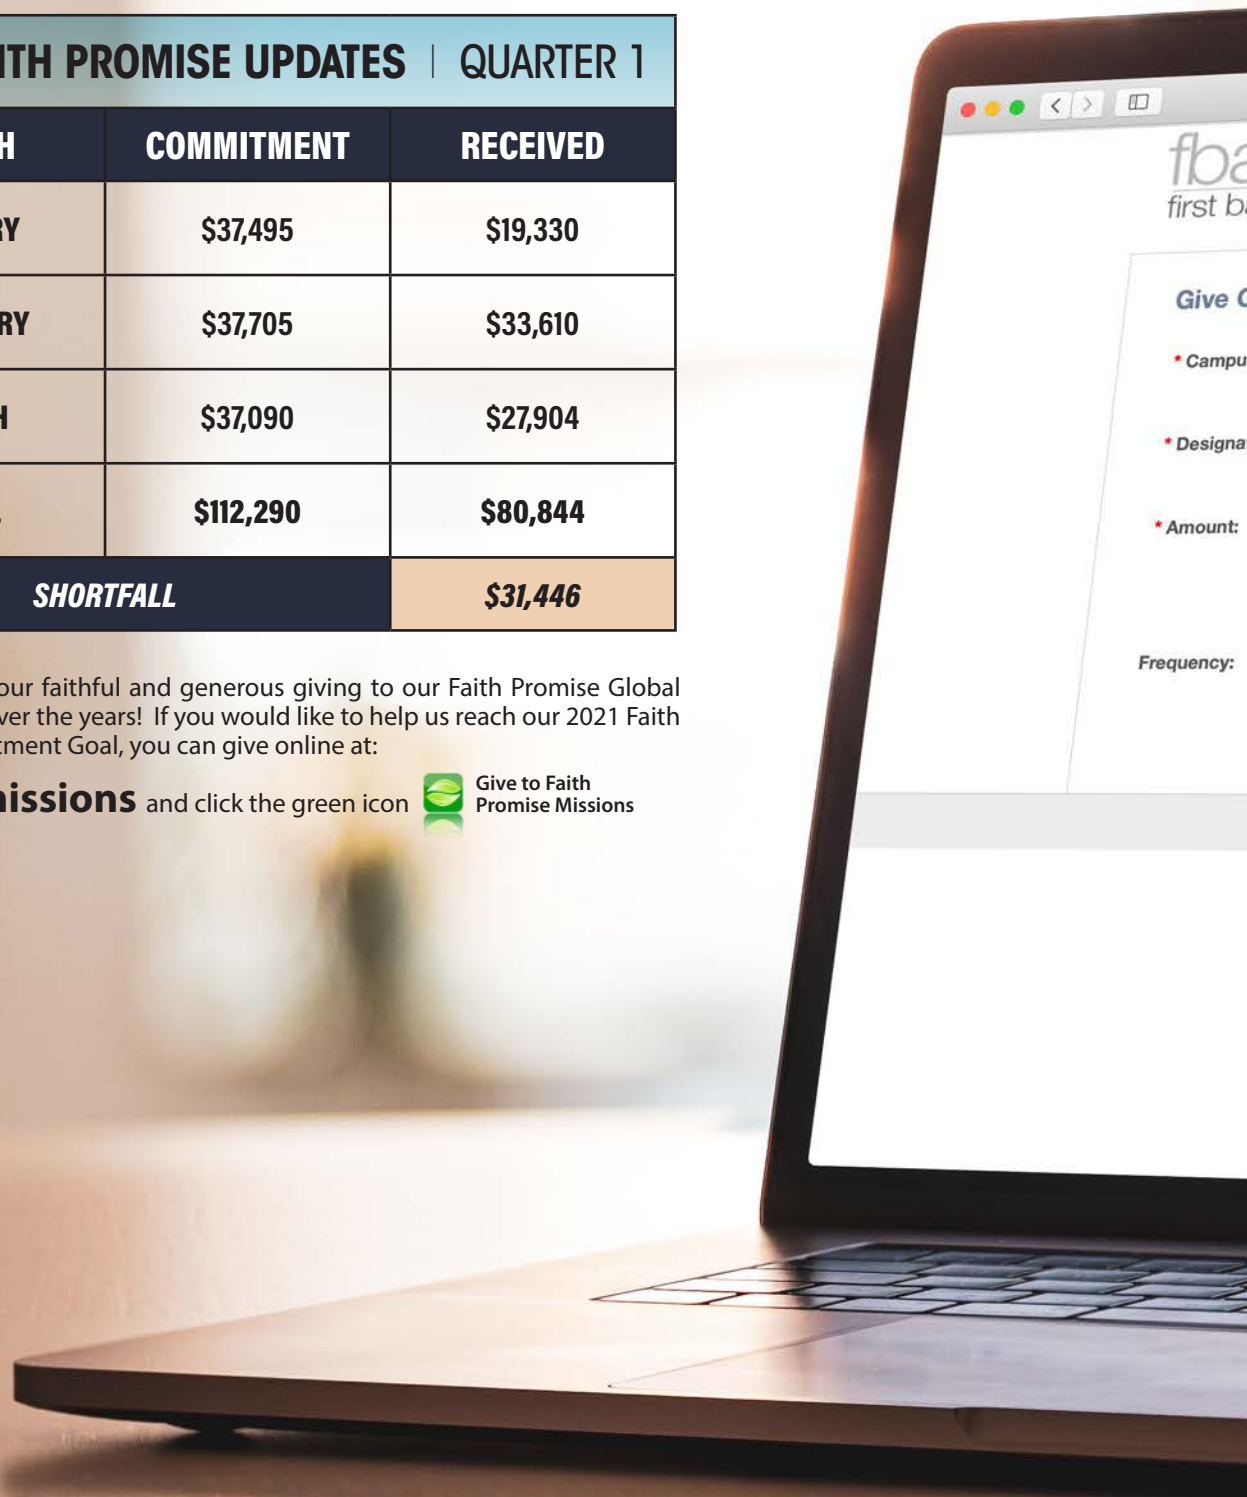 ITH PROMISE UPDATES | QUARTER 1
H COMMITMENT RECEIVED
RY $37,495 $19,330
RY $37,705 $33,610
H $37,090 $27,904
$112,290 $80,844
SHORTFALL $31,446
our faithful and generous giving to our Faith Promise Global
ver the years! If you would like to help us reach our 2021 Faith
tment Goal, you can give online at:
issions and click the green icon
Give to Faith
Promise Missions
fba
first ba
Give O
* Campu
* Designa
* Amount:
Frequency: